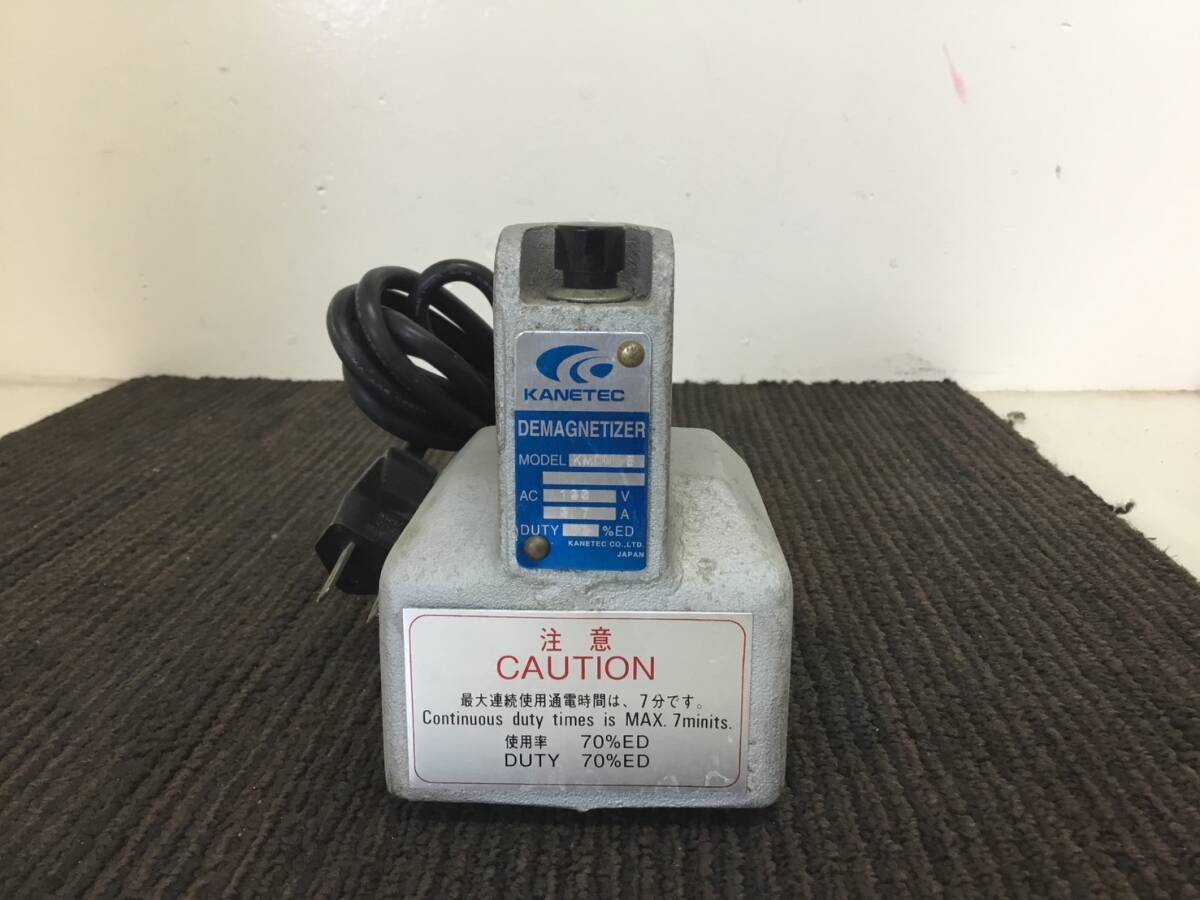 KANETEC
DEMAGNETIZER
MODEL
AC V
A
DUTY %ED
KANETEC CO.,LTD.
JAPAN
注意
CAUTION
最大連続使用通電時間は、7分です。
Continuous duty times is MAX. 7minits.
使用率 70%ED
DUTY 70%ED